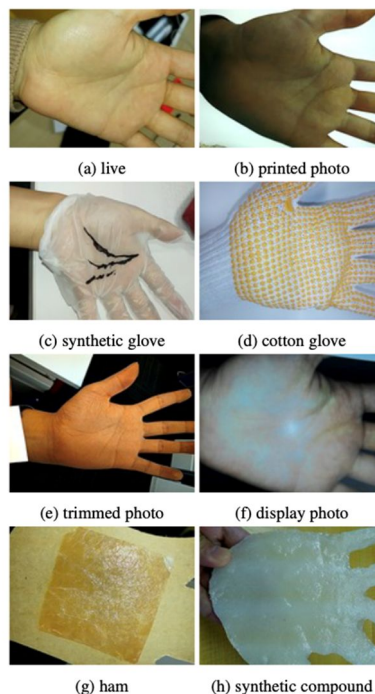 (a) live
(b) printed photo
(c) synthetic glove
(d) cotton glove
(e) trimmed photo
(f) display photo
(g) ham
(h) synthetic compound